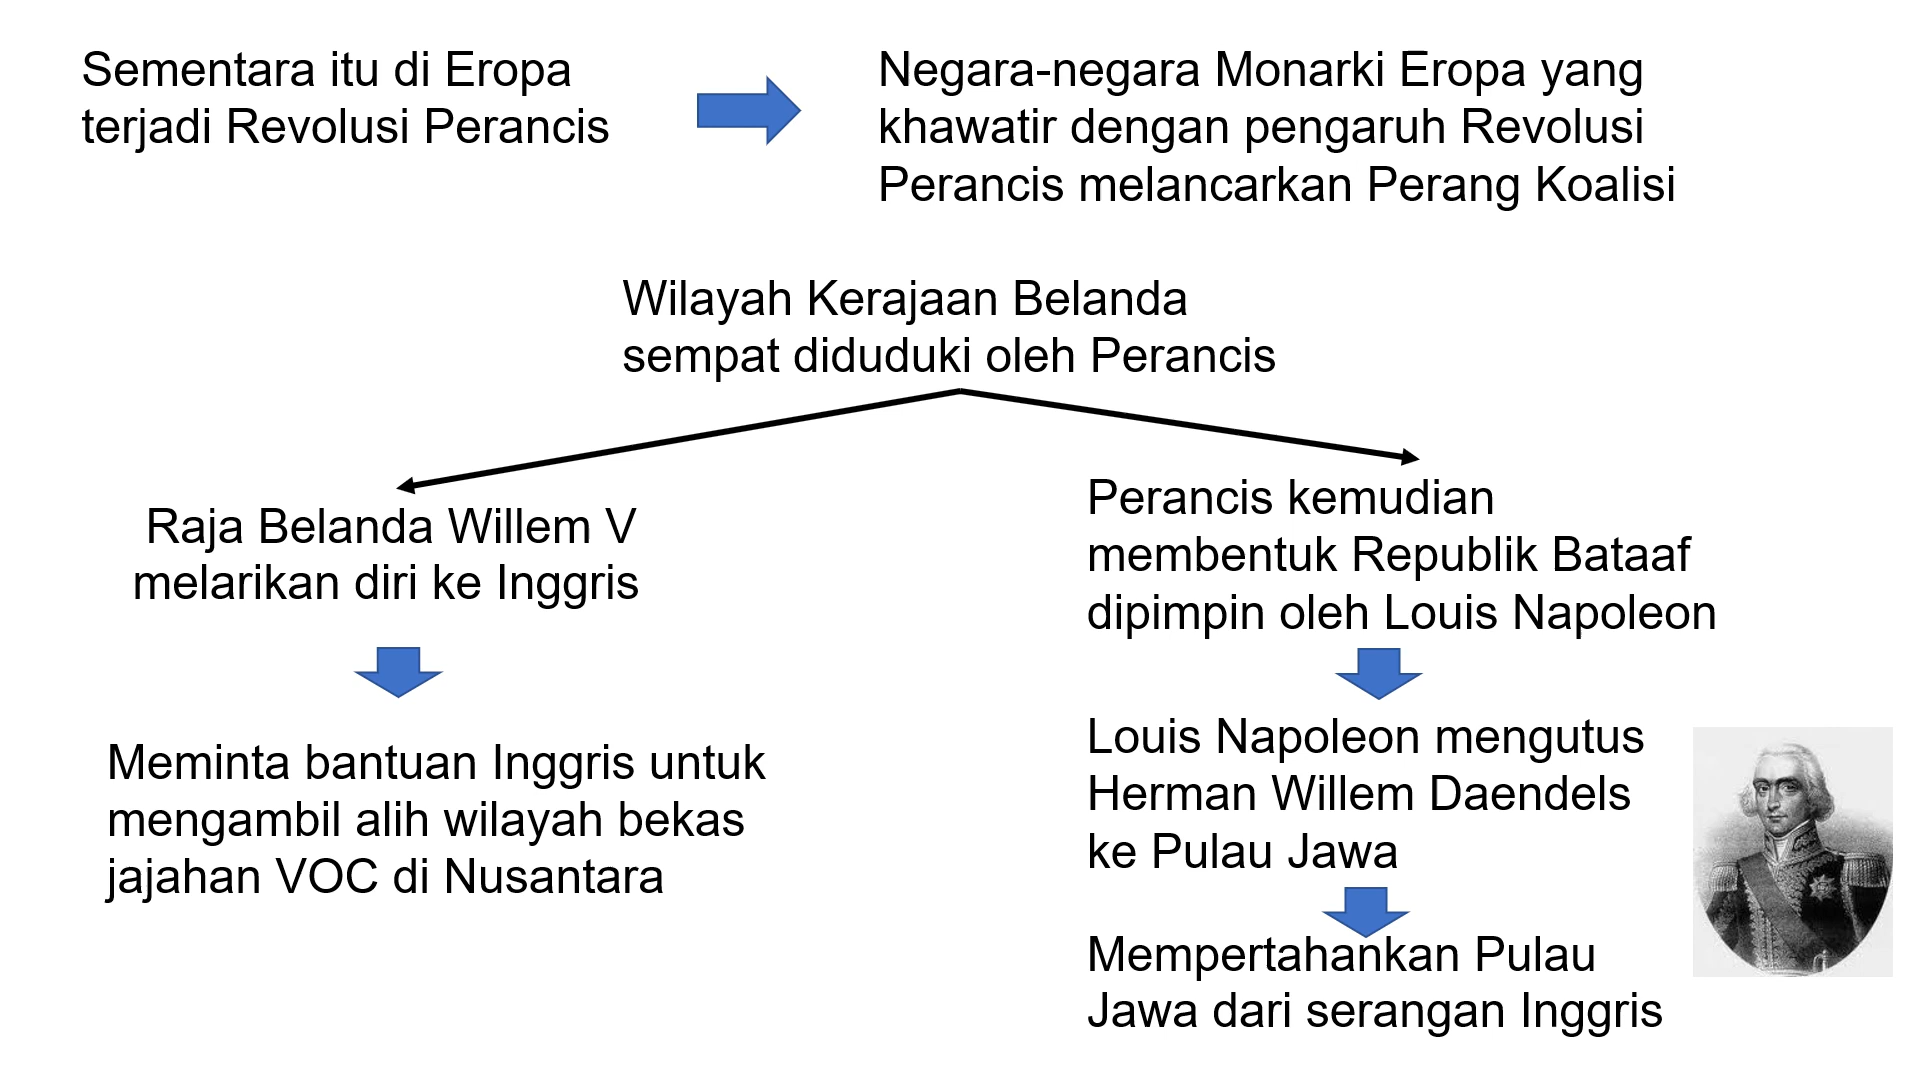 Sementara itu di Eropa
terjadi Revolusi Perancis
Negara-negara Monarki Eropa yang
khawatir dengan pengaruh Revolusi
Perancis melancarkan Perang Koalisi
Wilayah Kerajaan Belanda
sempat diduduki oleh Perancis
Raja Belanda Willem V
melarikan diri ke Inggris
Meminta bantuan Inggris untuk
mengambil alih wilayah bekas
jajahan VOC di Nusantara
Perancis kemudian
membentuk Republik Bataaf
dipimpin oleh Louis Napoleon
Louis Napoleon mengutus
Herman Willem Daendels
ke Pulau Jawa
Mempertahankan Pulau
Jawa dari serangan Inggris